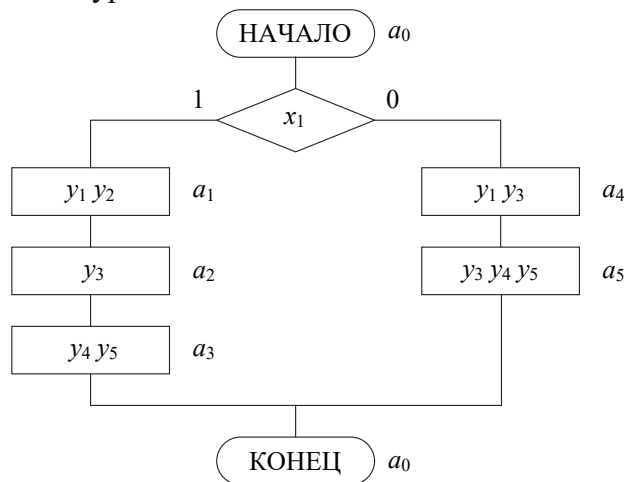 НАЧАЛО a₀
1 x₁ 0
y₁ y₂ a₁ y₁ y₃ a₄
y₃ a₂ y₃ y₄ y₅ a₅
y₄ y₅ a₃
КОНЕЦ a₀